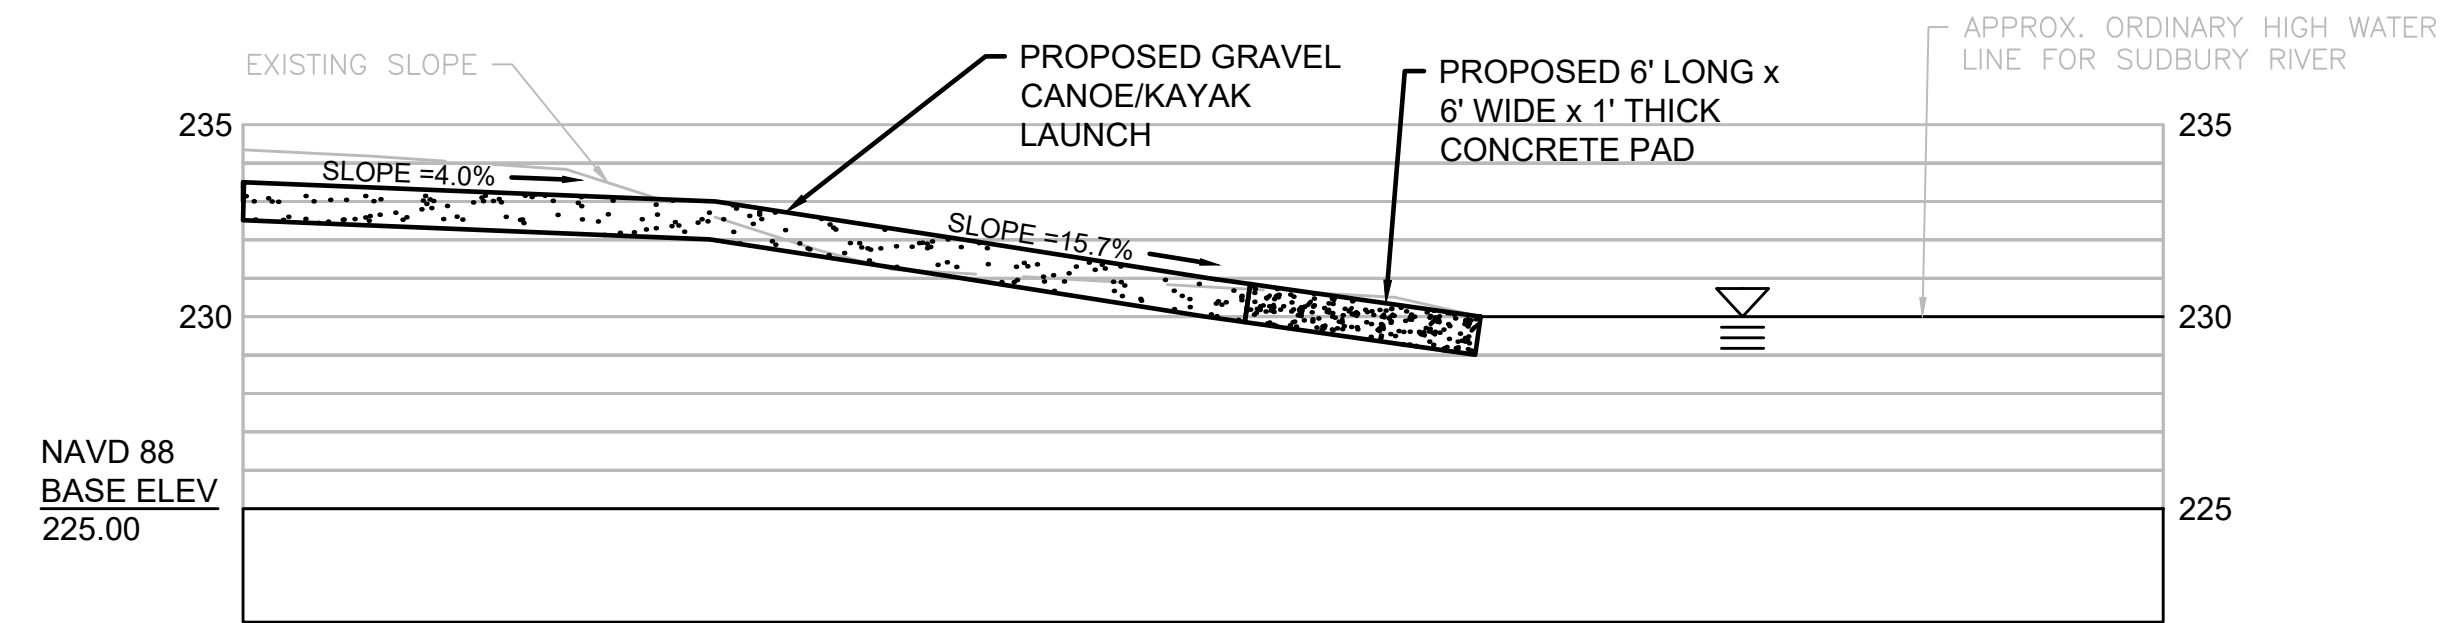 APPROX. ORDINARY HIGH WATER
LINE FOR SUDBURY RIVER
EXISTING SLOPE
PROPOSED GRAVEL
CANOE/KAYAK
LAUNCH
PROPOSED 6' LONG x
6' WIDE x 1' THICK
CONCRETE PAD
235
235
SLOPE =4.0%
SLOPE =15.7%
230
230
NAVD 88
BASE ELEV
225.00
225